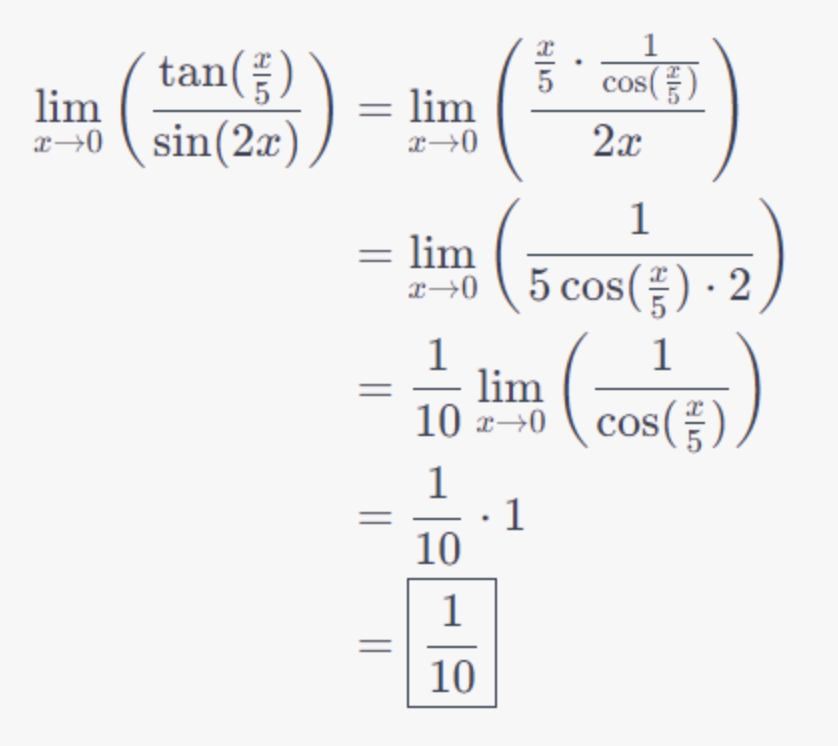 lim_{x→0} ( tan(x/5) / sin(2x) ) = lim_{x→0} ( (x/5 · 1/cos(x/5)) / 2x )
= lim_{x→0} ( 1 / (5 cos(x/5) · 2) )
= 1/10 lim_{x→0} ( 1 / cos(x/5) )
= 1/10 · 1
= 1/10